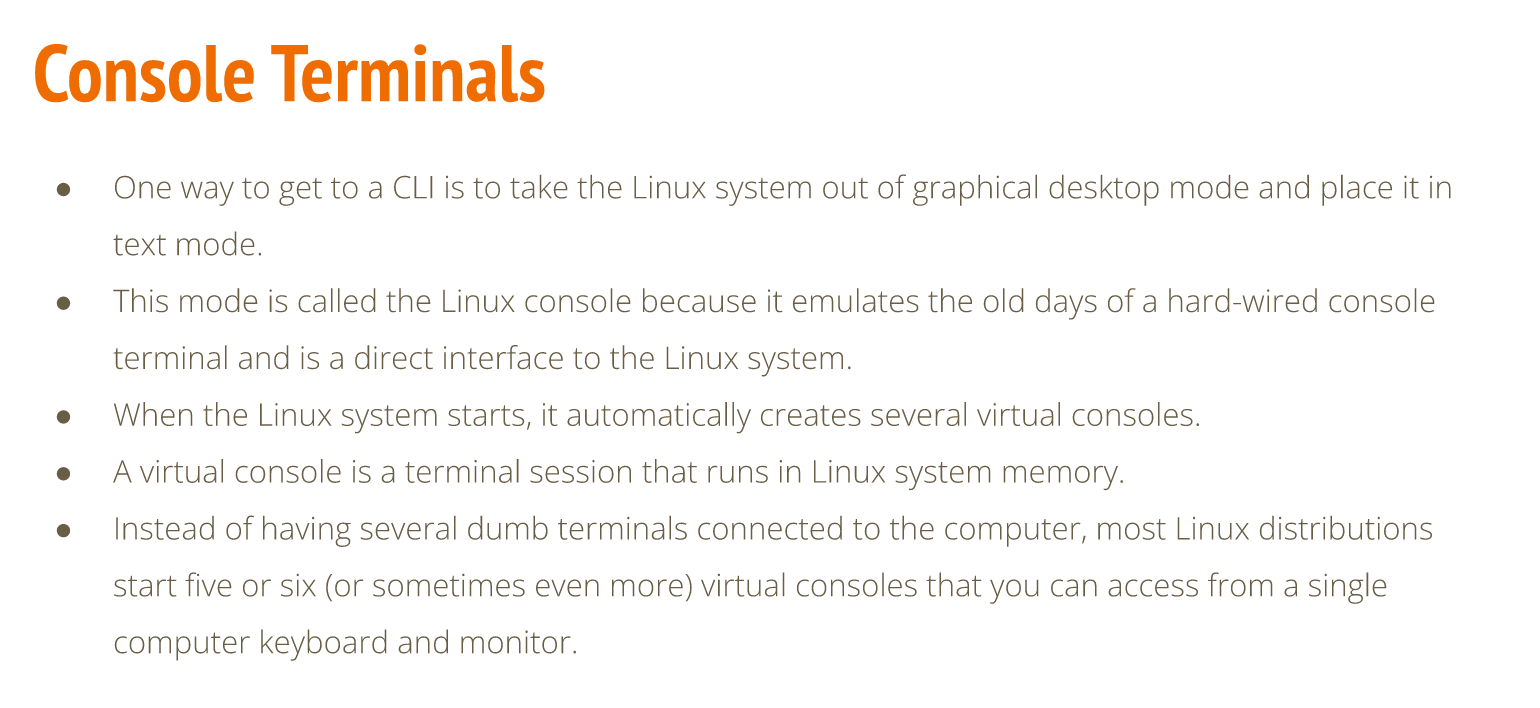 Console Terminals
● One way to get to a CLI is to take the Linux system out of graphical desktop mode and place it in
text mode.
● This mode is called the Linux console because it emulates the old days of a hard-wired console
terminal and is a direct interface to the Linux system.
● When the Linux system starts, it automatically creates several virtual consoles.
● A virtual console is a terminal session that runs in Linux system memory.
● Instead of having several dumb terminals connected to the computer, most Linux distributions
start five or six (or sometimes even more) virtual consoles that you can access from a single
computer keyboard and monitor.